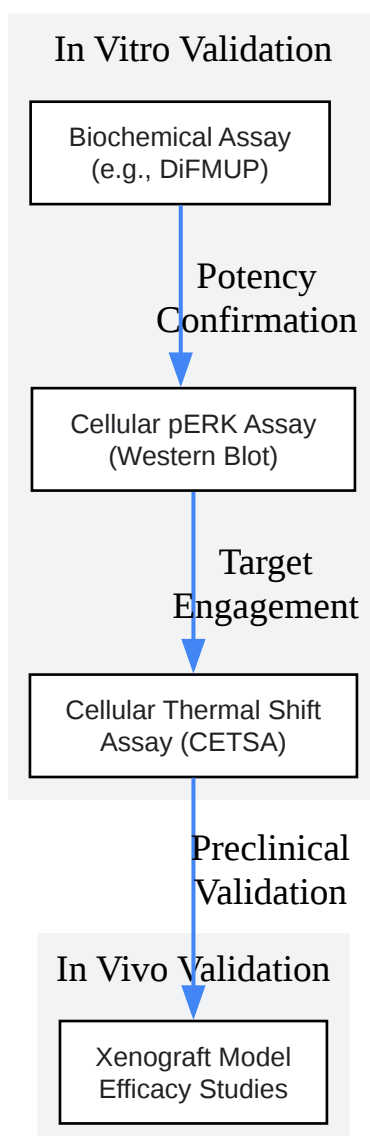 In Vitro Validation
Biochemical Assay
(e.g., DiFMUP)
Potency
Confirmation
Cellular pERK Assay
(Western Blot)
Target
Engagement
Cellular Thermal Shift
Assay (CETSA)
Preclinical
Validation
In Vivo Validation
Xenograft Model
Efficacy Studies